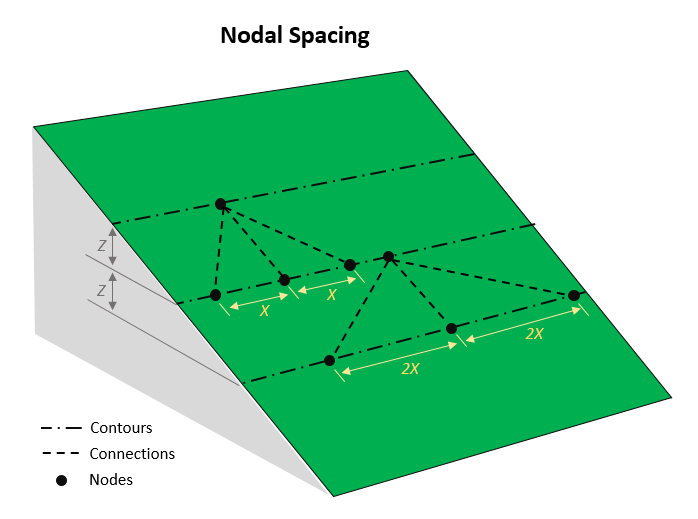 Nodal Spacing
Z
Z
X
X
2X
2X
Contours
Connections
Nodes